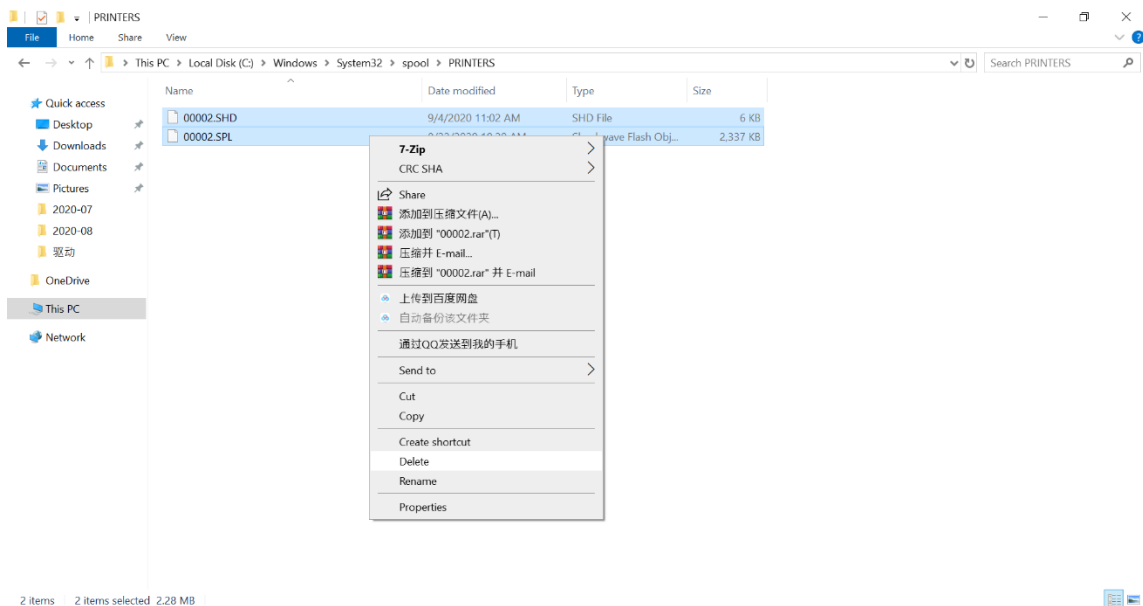 PRINTERS
File Home Share View
This PC > Local Disk (C:) > Windows > System32 > spool > PRINTERS
Search PRINTERS
Name Date modified Type Size
Quick access
Desktop
Downloads
Documents
Pictures
2020-07
2020-08
驱动
OneDrive
This PC
Network
00002.SHD 9/4/2020 11:02 AM SHD File 6 KB
00002.SPL wave Flash Obj... 2,337 KB
7-Zip
CRC SHA
Share
添加到压缩文件(A)...
添加到 "00002.rar"(T)
压缩并 E-mail...
压缩到 "00002.rar" 并 E-mail
上传到百度网盘
自动备份该文件夹
通过QQ发送到我的手机
Send to
Cut
Copy
Create shortcut
Delete
Rename
Properties
2 items 2 items selected 2.28 MB